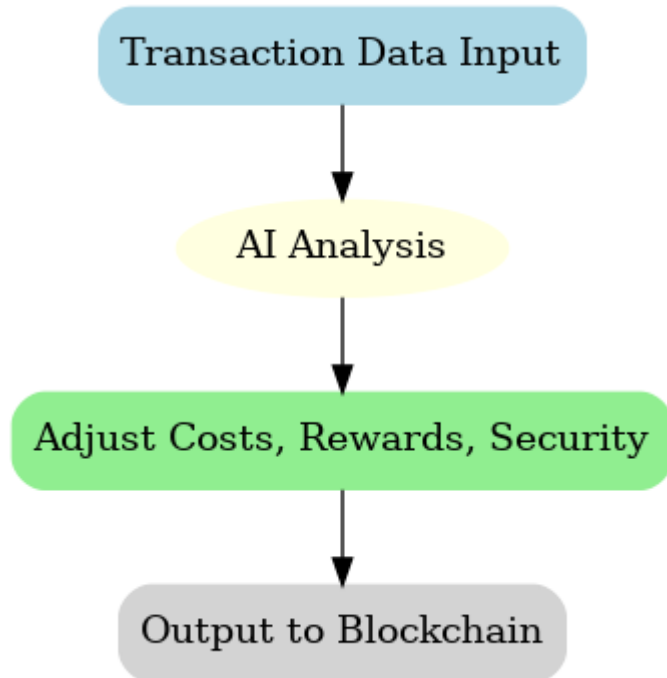 Transaction Data Input
AI Analysis
Adjust Costs, Rewards, Security
Output to Blockchain